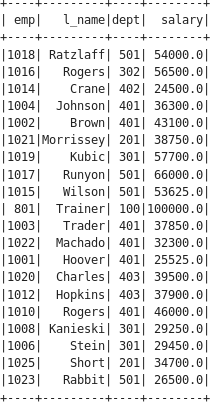 +----+---------+----+--------+
| emp|   l_name|dept|  salary|
+----+---------+----+--------+
|1018| Ratzlaff| 501| 54000.0|
|1016|   Rogers| 302| 56500.0|
|1014|    Crane| 402| 24500.0|
|1004|  Johnson| 401| 36300.0|
|1002|    Brown| 401| 43100.0|
|1021|Morrissey| 201| 38750.0|
|1019|    Kubic| 301| 57700.0|
|1017|   Runyon| 501| 66000.0|
|1015|   Wilson| 501| 53625.0|
| 801|  Trainer| 100|100000.0|
|1003|   Trader| 401| 37850.0|
|1022|  Machado| 401| 32300.0|
|1001|   Hoover| 401| 25525.0|
|1020|  Charles| 403| 39500.0|
|1012|  Hopkins| 403| 37900.0|
|1010|   Rogers| 401| 46000.0|
|1008| Kanieski| 301| 29250.0|
|1006|    Stein| 301| 29450.0|
|1025|    Short| 201| 34700.0|
|1023|   Rabbit| 501| 26500.0|
+----+---------+----+--------+